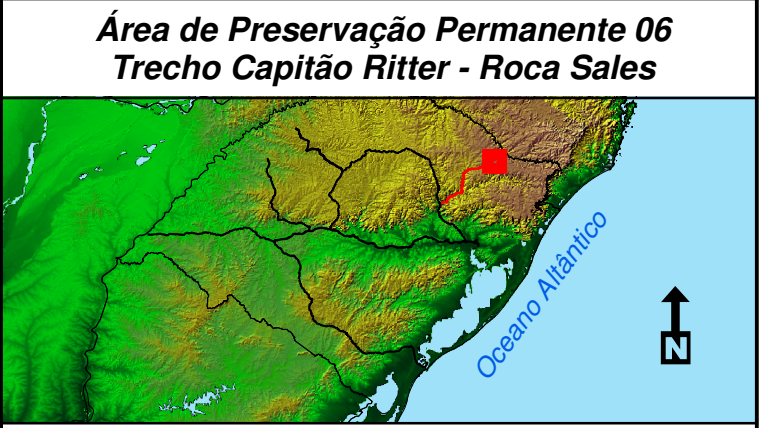 Área de Preservação Permanente 06
Trecho Capitão Ritter - Roca Sales
Oceano Altântico
N